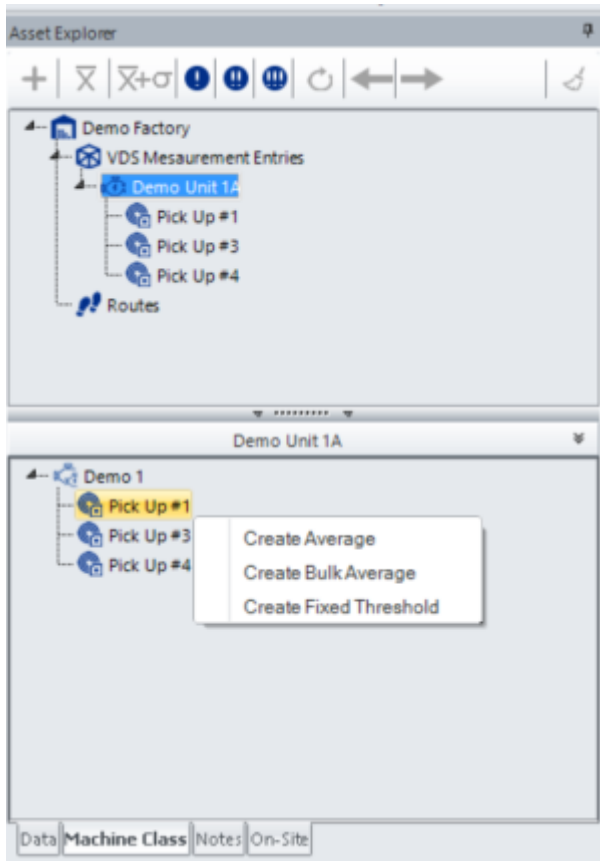 Asset Explorer
X X+σ
Demo Factory
VDS Mesaurement Entries
Demo Unit 1A
Pick Up #1
Pick Up #3
Pick Up #4
Routes
Demo Unit 1A
Demo 1
Pick Up #1
Pick Up #3
Pick Up #4
Create Average
Create Bulk Average
Create Fixed Threshold
Data Machine Class Notes On-Site